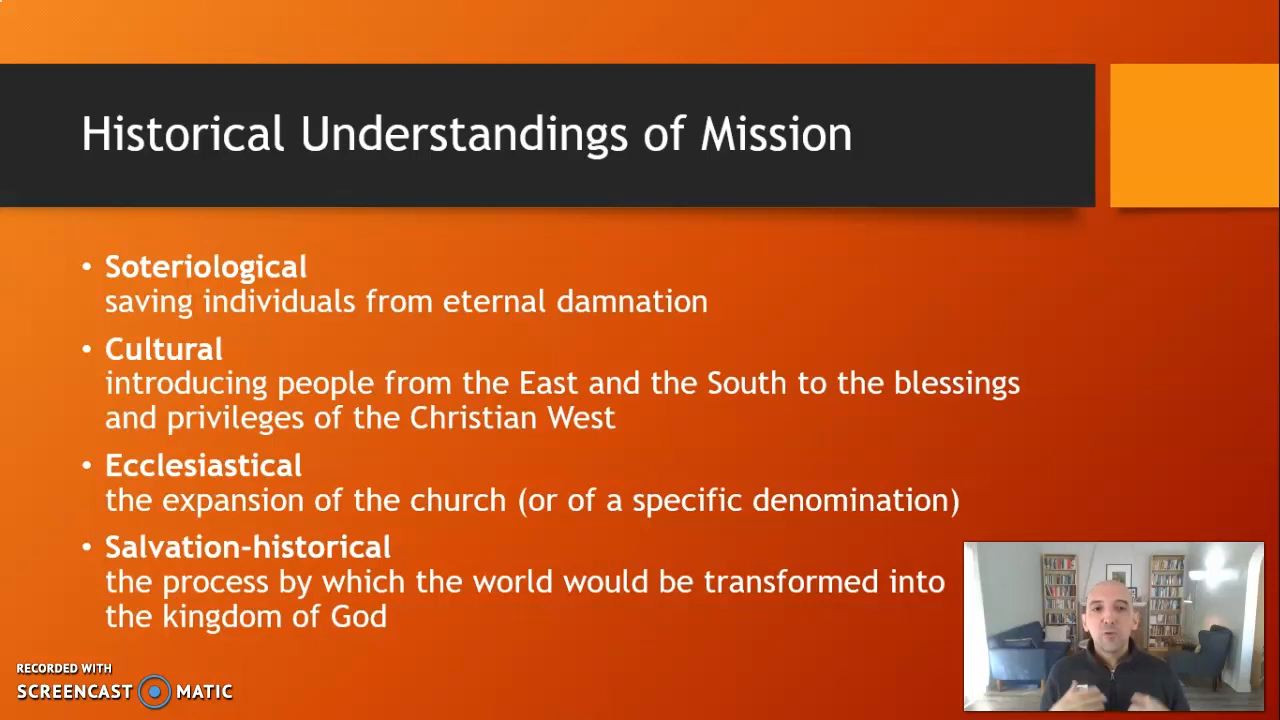 Historical Understandings of Mission
• Soteriological
saving individuals from eternal damnation
• Cultural
introducing people from the East and the South to the blessings
and privileges of the Christian West
• Ecclesiastical
the expansion of the church (or of a specific denomination)
• Salvation-historical
the process by which the world would be transformed into
the kingdom of God
RECORDED WITH
SCREENCAST MATIC